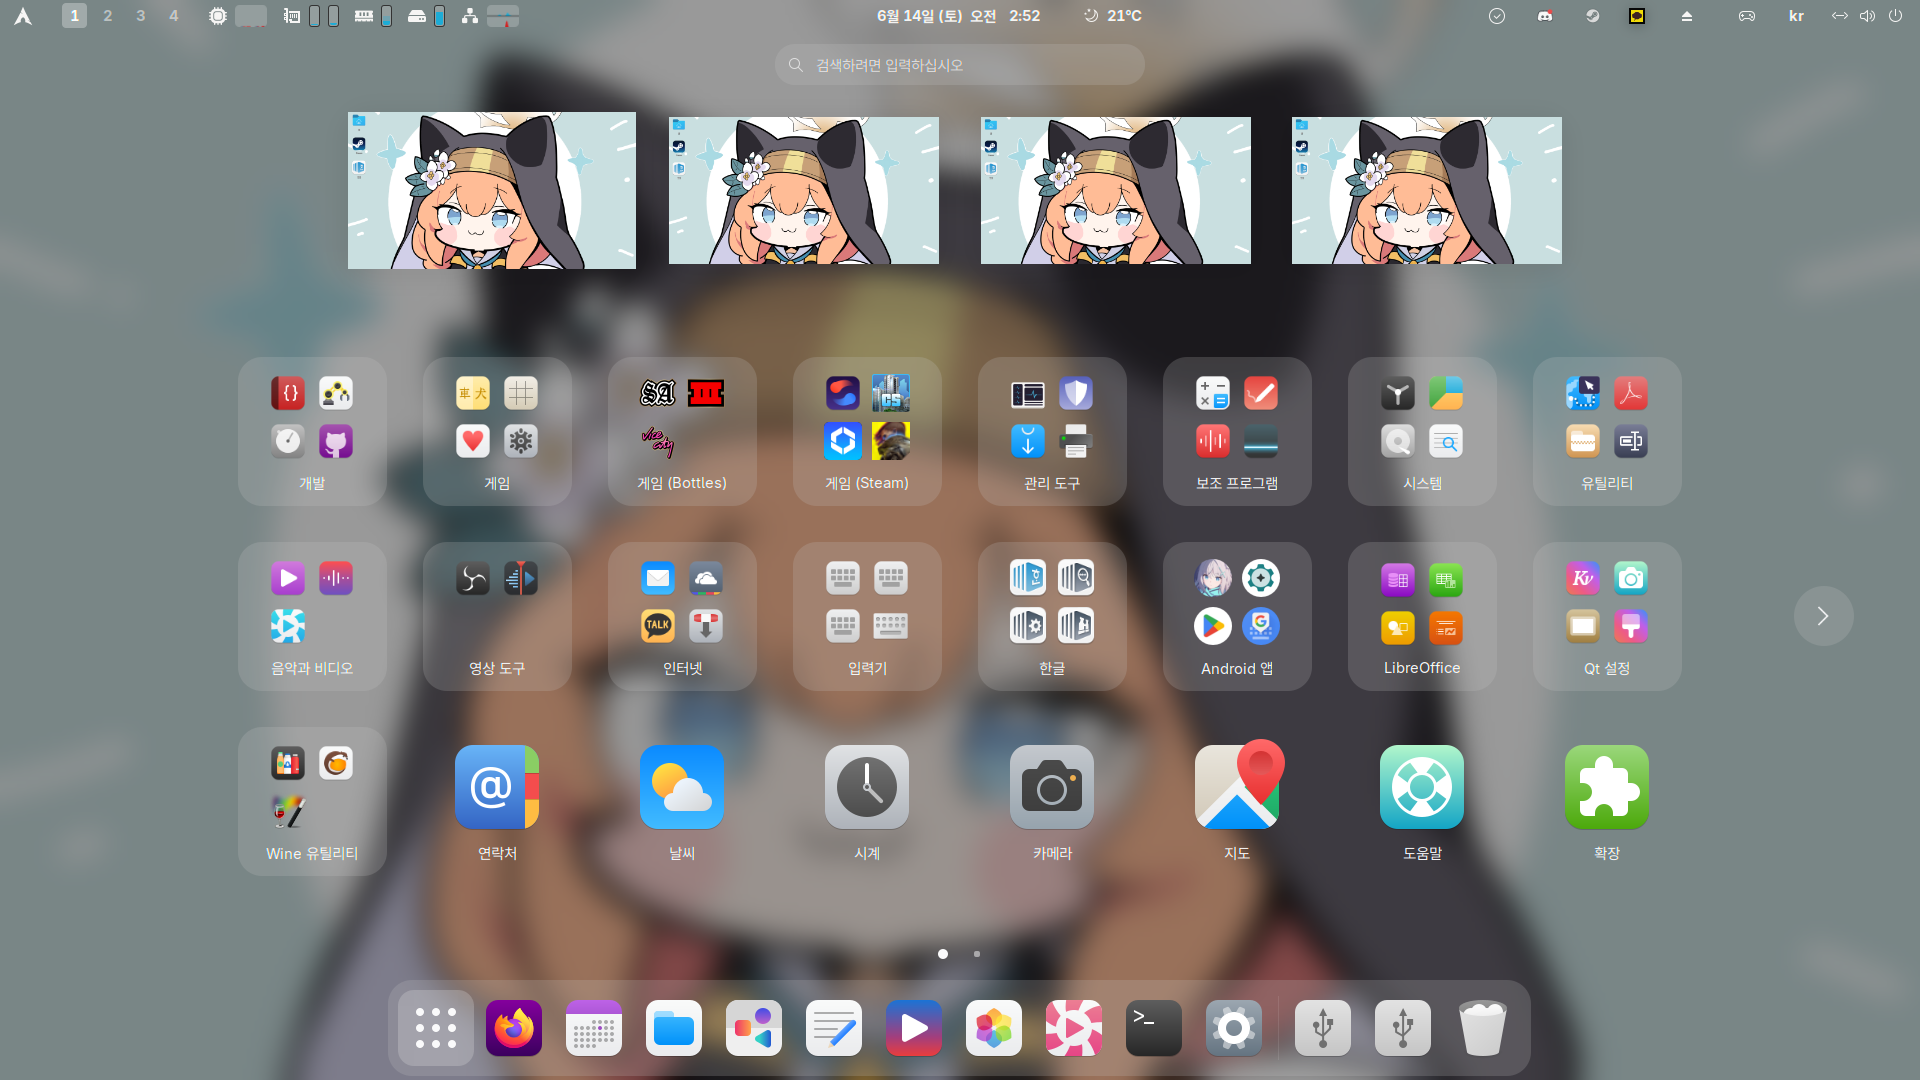 1 2 3 4 6월 14일 (토) 오전 2:52 21°C kr
검색하려면 입력하십시오
개발 게임 게임 (Bottles) 게임 (Steam) 관리 도구 보조 프로그램 시스템 유틸리티
TALK
음악과 비디오 영상 도구 인터넷 입력기 한글 Android 앱 LibreOffice Qt 설정
Wine 유틸리티 연락처 날씨 시계 카메라 지도 도움말 확장